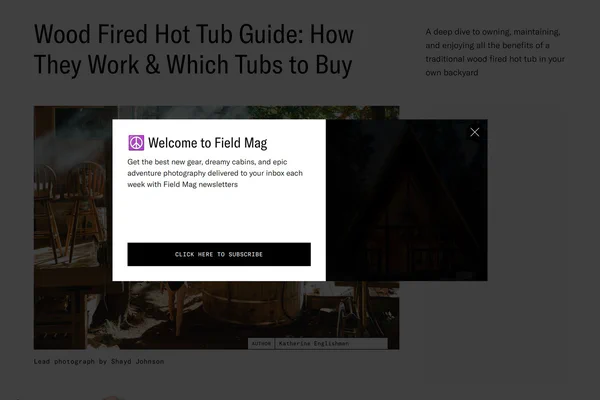 Wood Fired Hot Tub Guide: How
They Work & Which Tubs to Buy
A deep dive to owning, maintaining,
and enjoying all the benefits of a
traditional wood fired hot tub in your
own backyard
☮️ Welcome to Field Mag
Get the best new gear, dreamy cabins, and epic
adventure photography delivered to your inbox each
week with Field Mag newsletters
CLICK HERE TO SUBSCRIBE
AUTHOR Katherine Englishman
Lead photograph by Shayd Johnson